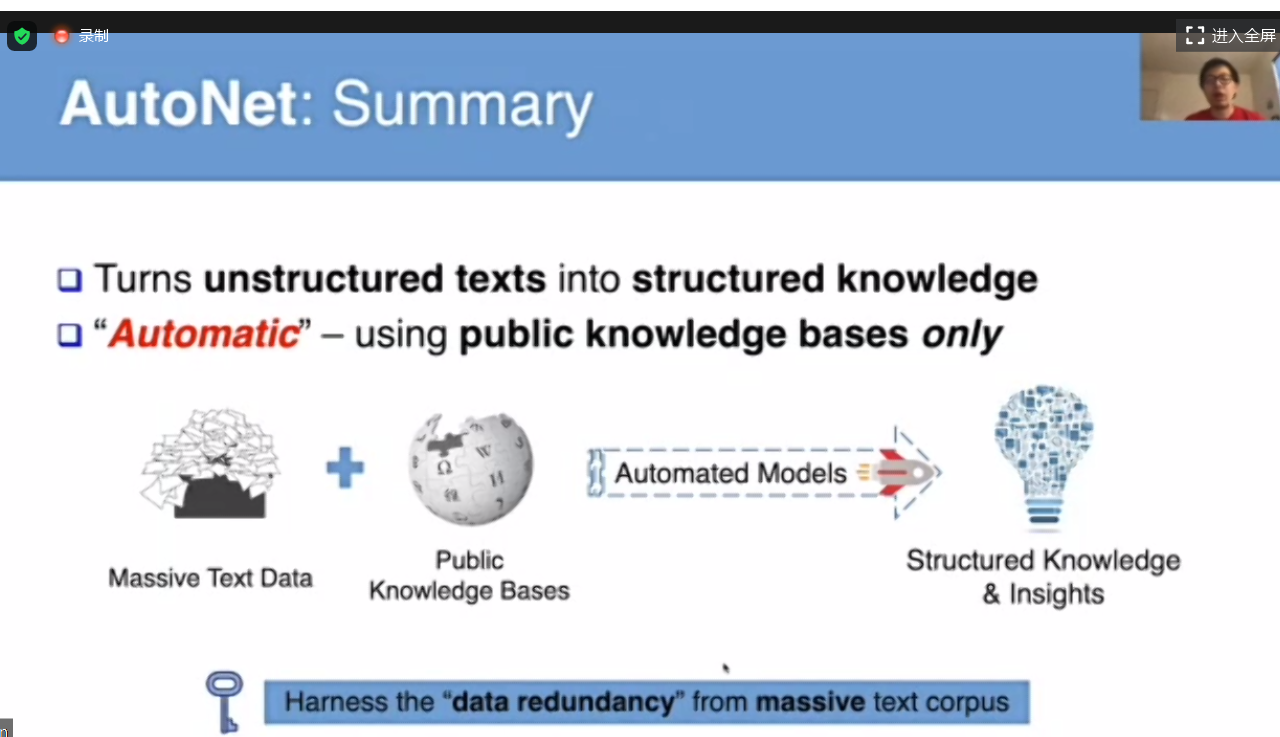 录制
进入全屏
AutoNet: Summary
Turns unstructured texts into structured knowledge
“Automatic” – using public knowledge bases only
Ω W И
Automated Models
Massive Text Data
Public
Knowledge Bases
Structured Knowledge
& Insights
Harness the “data redundancy” from massive text corpus